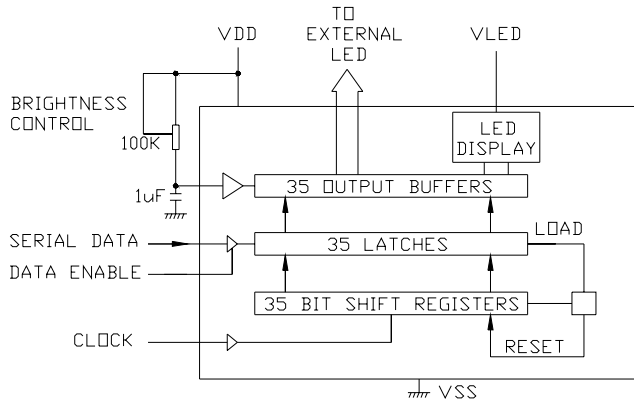 TO
EXTERNAL
LED
VDD
VLED
BRIGHTNESS
CONTROL
100K
LED
DISPLAY
1uF
35 OUTPUT BUFFERS
SERIAL DATA
35 LATCHES
LOAD
DATA ENABLE
35 BIT SHIFT REGISTERS
CLOCK
RESET
VSS